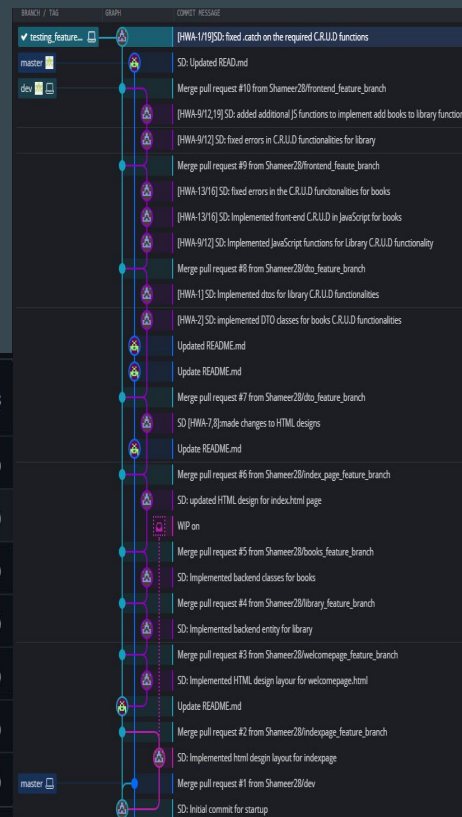 BRANCH / TAG GRAPH COMMIT MESSAGE
testing_feature... [HWA-1/19]SD: fixed .catch on the required C.R.U.D functions
master SD: Updated READ.md
dev Merge pull request #10 from Shameer28/frontend_feature_branch
[HWA-9/12,19] SD: added additional JS functions to implement add books to library function
[HWA-9/12] SD: fixed errors in C.R.U.D functionalities for library
Merge pull request #9 from Shameer28/frontend_feaute_branch
[HWA-13/16] SD: fixed errors in the C.R.U.D funcitonalities for books
[HWA-13/16] SD: Implemented front-end C.R.U.D in JavaScript for books
[HWA-9/12] SD: Implemented JavaScript functions for Library C.R.U.D functionality
Merge pull request #8 from Shameer28/dto_feature_branch
[HWA-1] SD: Implemented dtos for library C.R.U.D functionalities
[HWA-2] SD: implemented DTO classes for books C.R.U.D functionalities
Updated README.md
Update README.md
Merge pull request #7 from Shameer28/dto_feature_branch
SD [HWA-7,8]:made changes to HTML designs
Update README.md
Merge pull request #6 from Shameer28/index_page_feature_branch
SD: updated HTML design for index.html page
WIP on
Merge pull request #5 from Shameer28/books_feature_branch
SD: Implemented backend classes for books
Merge pull request #4 from Shameer28/library_feature_branch
SD: Implemented backend entity for library
Merge pull request #3 from Shameer28/welcomepage_feature_branch
SD: Implemented HTML design layour for welcomepage.html
Update README.md
Merge pull request #2 from Shameer28/indexpage_feature_branch
SD: Implemented html desgin layout for indexpage
master Merge pull request #1 from Shameer28/dev
SD: Initial commit for startup